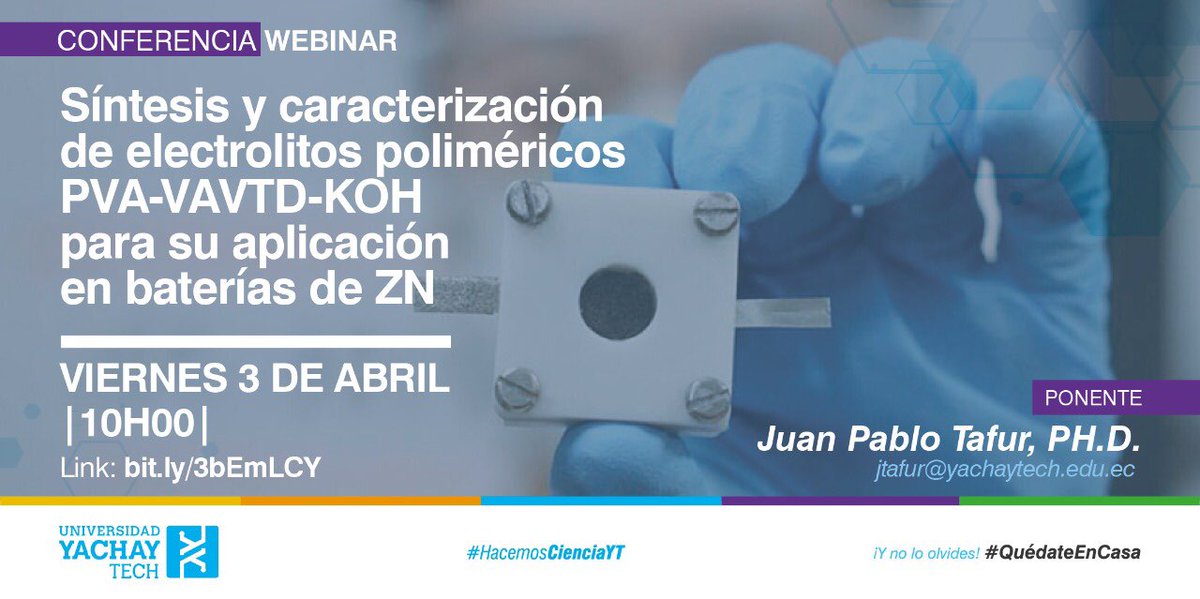 CONFERENCIA WEBINAR
Síntesis y caracterización
de electrolitos poliméricos
PVA-VAVTD-KOH
para su aplicación
en baterías de ZN
VIERNES 3 DE ABRIL
|10H00|
Link: bit.ly/3bEmLCY
PONENTE
Juan Pablo Tafur, PH.D.
jtafur@yachaytech.edu.ec
UNIVERSIDAD
YACHAY
TECH
#HacemosCienciaYT
¡Y no lo olvides! #QuédateEnCasa